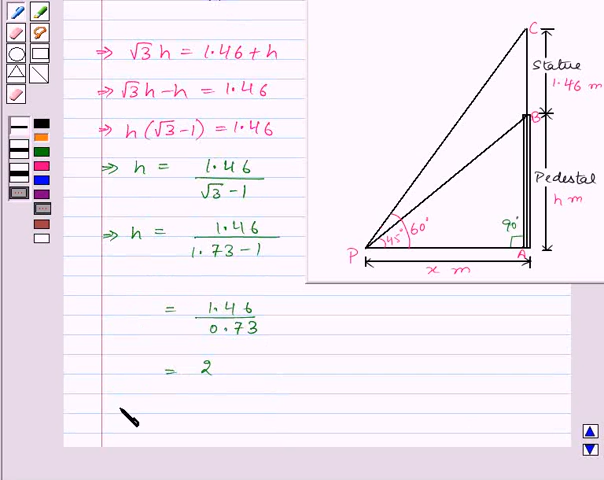 ⇒ √3 h = 1.46 + h
⇒ √3 h - h = 1.46
⇒ h (√3 - 1) = 1.46
⇒ h = 1.46 / √3 - 1
⇒ h = 1.46 / 1.73 - 1
= 1.46 / 0.73
= 2
C
Statue
1.46 m
B
Pedestal
h m
90°
45° 60°
P A
x m